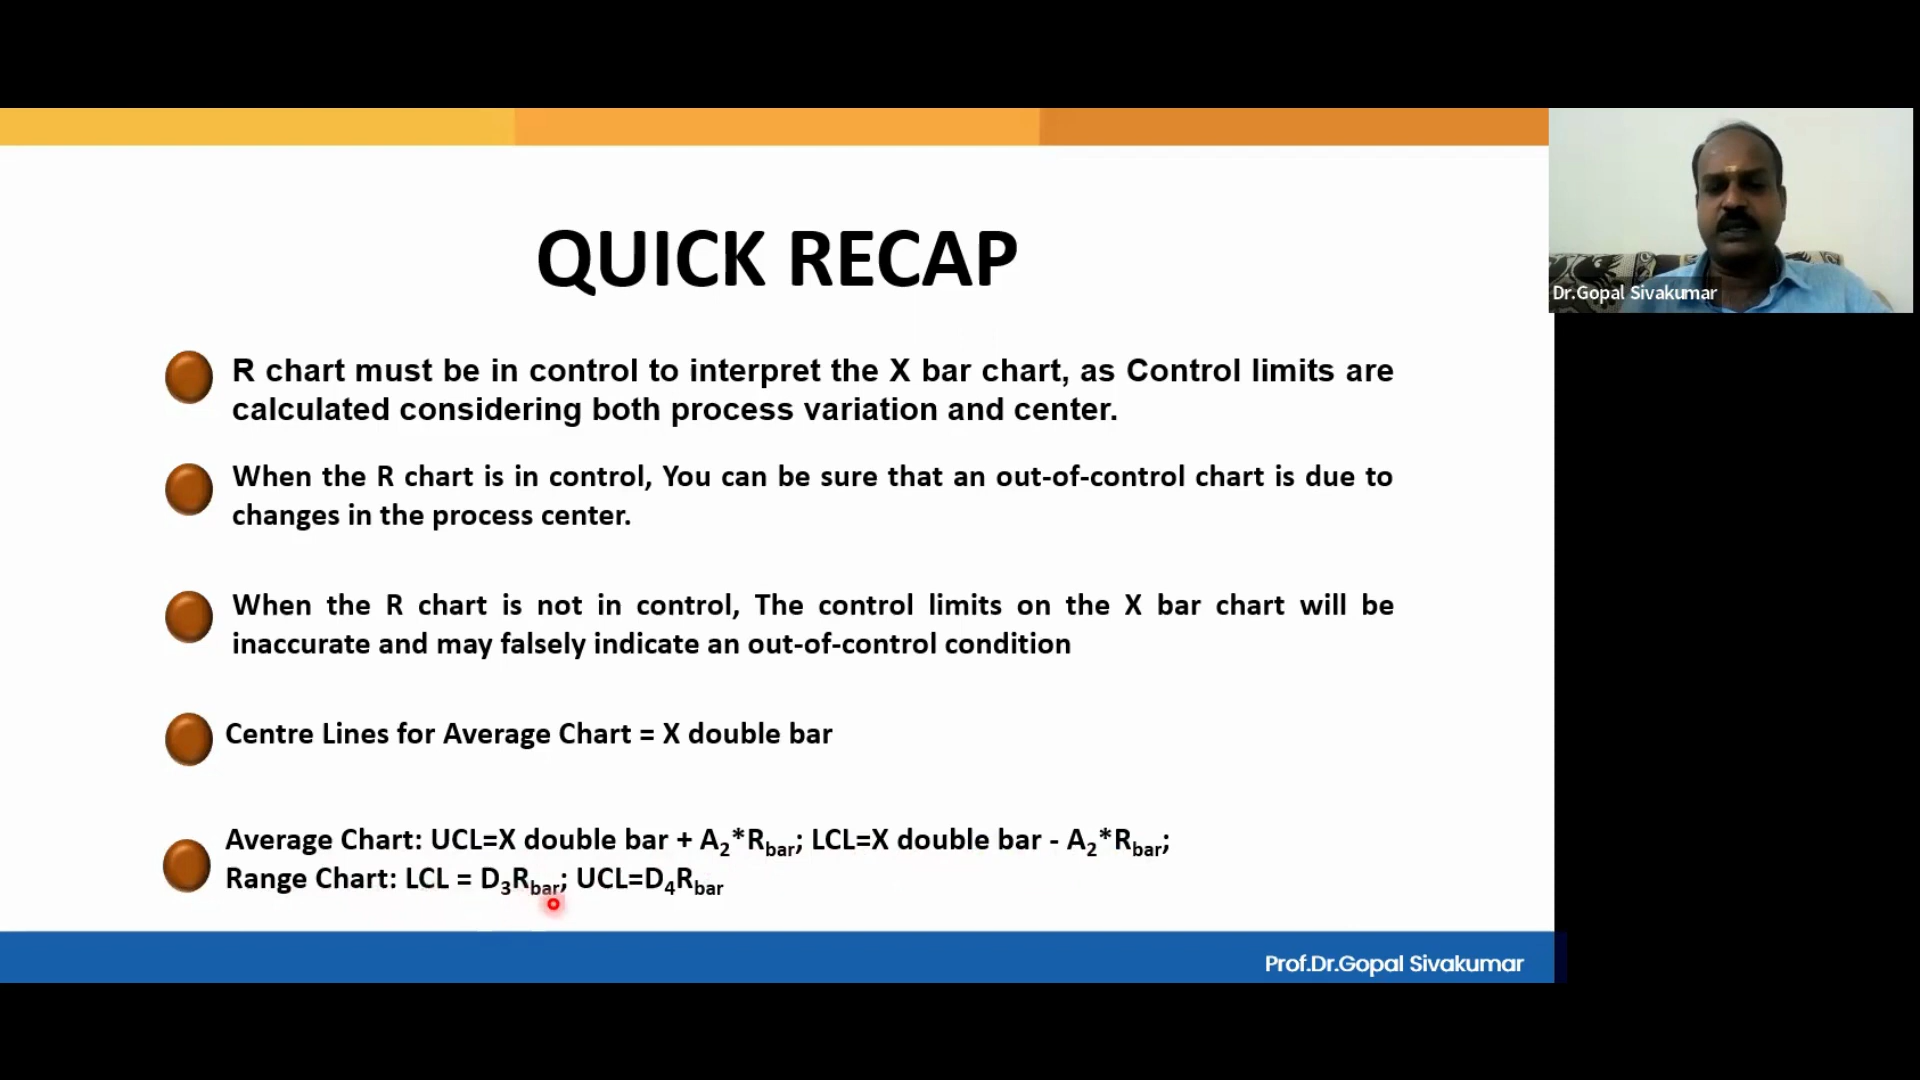 QUICK RECAP
R chart must be in control to interpret the X bar chart, as Control limits are
calculated considering both process variation and center.
When the R chart is in control, You can be sure that an out-of-control chart is due to
changes in the process center.
When the R chart is not in control, The control limits on the X bar chart will be
inaccurate and may falsely indicate an out-of-control condition
Centre Lines for Average Chart = X double bar
Average Chart: UCL=X double bar + A₂*Rbar; LCL=X double bar - A₂*Rbar;
Range Chart: LCL = D₃Rbar; UCL=D₄Rbar
Prof.Dr.Gopal Sivakumar
Dr.Gopal Sivakumar